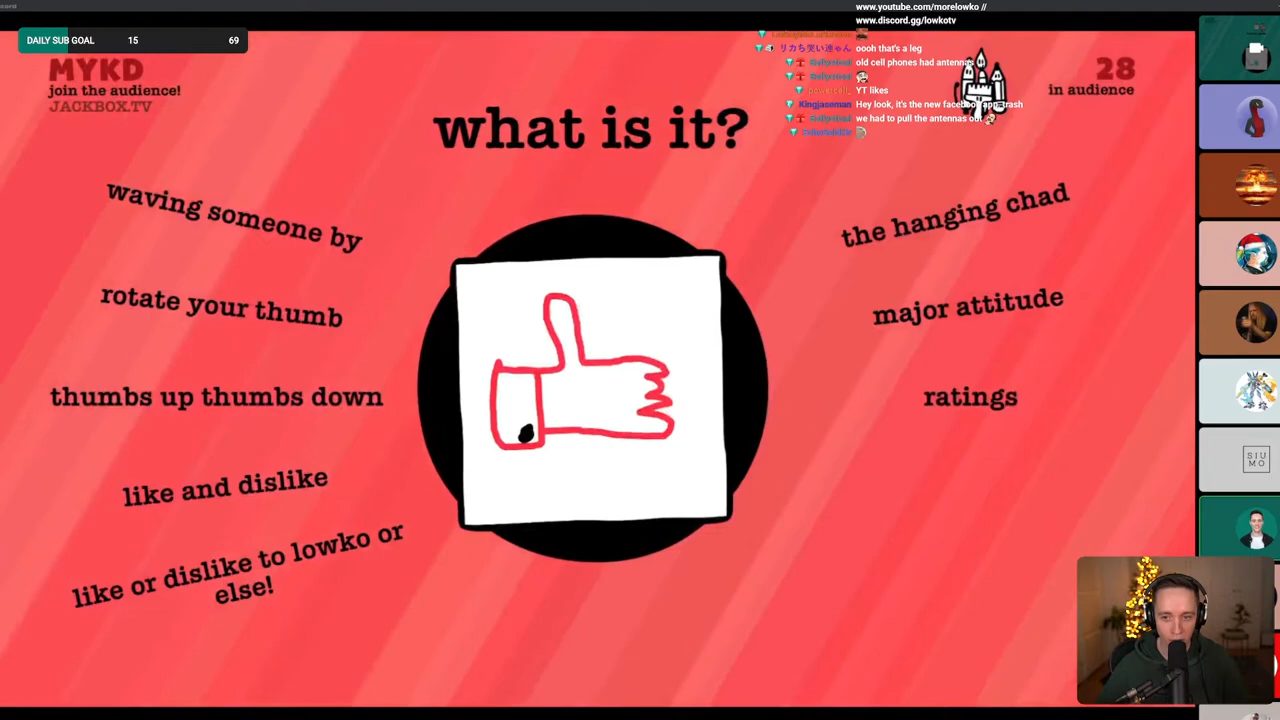 DAILY SUB GOAL 15 69
www.youtube.com/morelowko //
www.discord.gg/lowkotv
oooh that's a leg
old cell phones had antennas
YT likes
Kingjaseman Hey look, it's the new facebook app, trash
we had to pull the antennas out
MYKD
join the audience!
JACKBOX.TV
28
in audience
what is it?
waving someone by
rotate your thumb
thumbs up thumbs down
like and dislike
like or dislike to lowko or
else!
the hanging chad
major attitude
ratings
SIU
MO